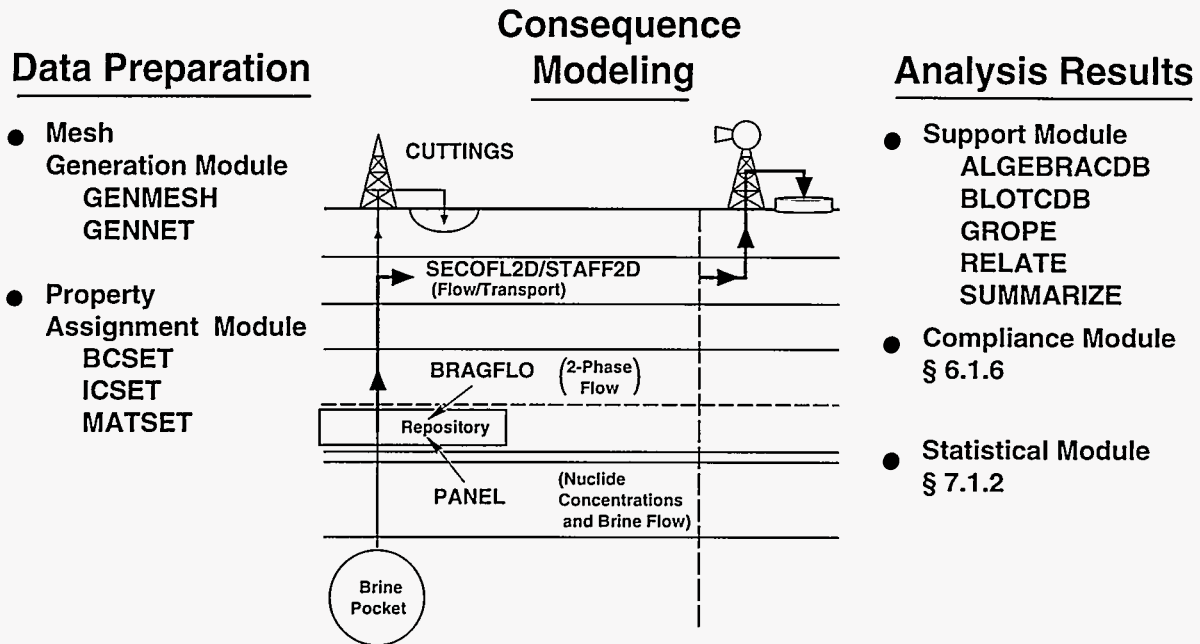 Data Preparation
● Mesh
Generation Module
GENMESH
GENNET
● Property
Assignment Module
BCSET
ICSET
MATSET
Consequence
Modeling
CUTTINGS
SECOFL2D/STAFF2D
(Flow/Transport)
BRAGFLO
(2-Phase
Flow)
Repository
PANEL
(Nuclide
Concentrations
and Brine Flow)
Brine
Pocket
Analysis Results
● Support Module
ALGEBRACDB
BLOTCDB
GROPE
RELATE
SUMMARIZE
● Compliance Module
§ 6.1.6
● Statistical Module
§ 7.1.2